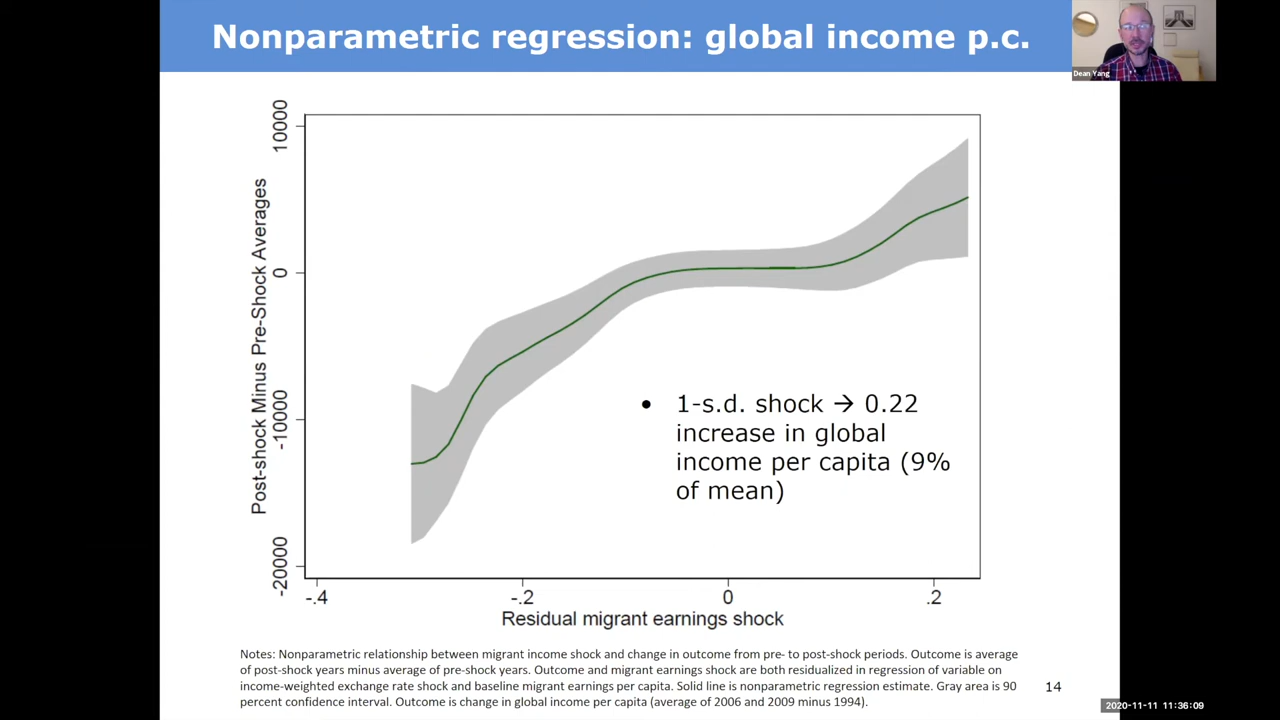 Nonparametric regression: global income p.c.
Dean Yang
10000
0
-10000
-20000
Post-shock Minus Pre-Shock Averages
-.4
-.2
0
.2
Residual migrant earnings shock
• 1-s.d. shock → 0.22
increase in global
income per capita (9%
of mean)
Notes: Nonparametric relationship between migrant income shock and change in outcome from pre- to post-shock periods. Outcome is average
of post-shock years minus average of pre-shock years. Outcome and migrant earnings shock are both residualized in regression of variable on
income-weighted exchange rate shock and baseline migrant earnings per capita. Solid line is nonparametric regression estimate. Gray area is 90
percent confidence interval. Outcome is change in global income per capita (average of 2006 and 2009 minus 1994).
14
2020-11-11 11:36:09